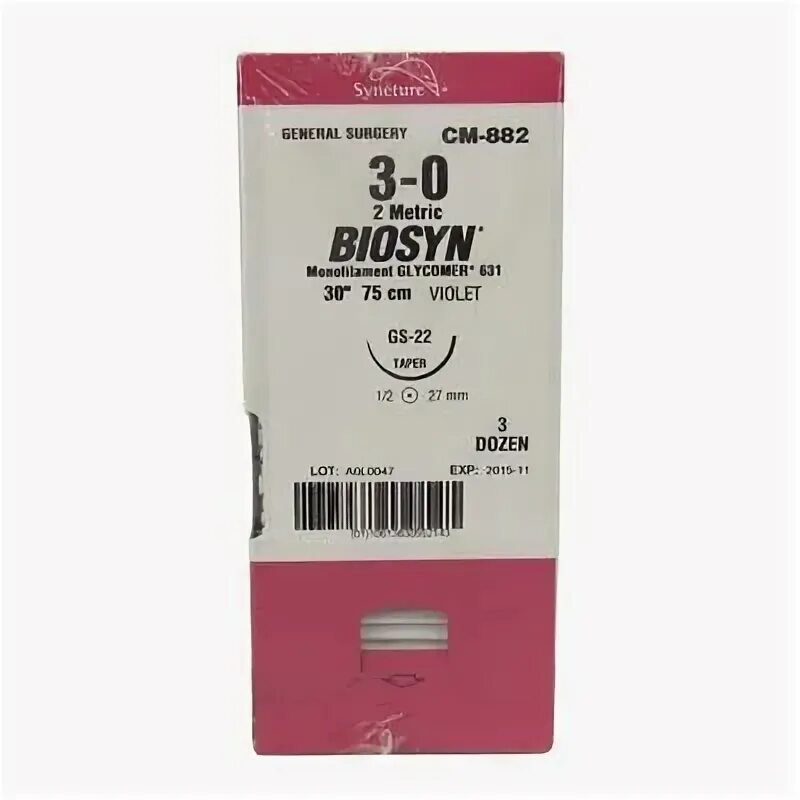 Syneture
GENERAL SURGERY CM-882
3-0
2 Metric
BIOSYN*
Monofilament GLYCOMER* 631
30" 75 cm VIOLET
GS-22
TAPER
1/2 27 mm
3
DOZEN
LOT: A0L0047 EXP.: